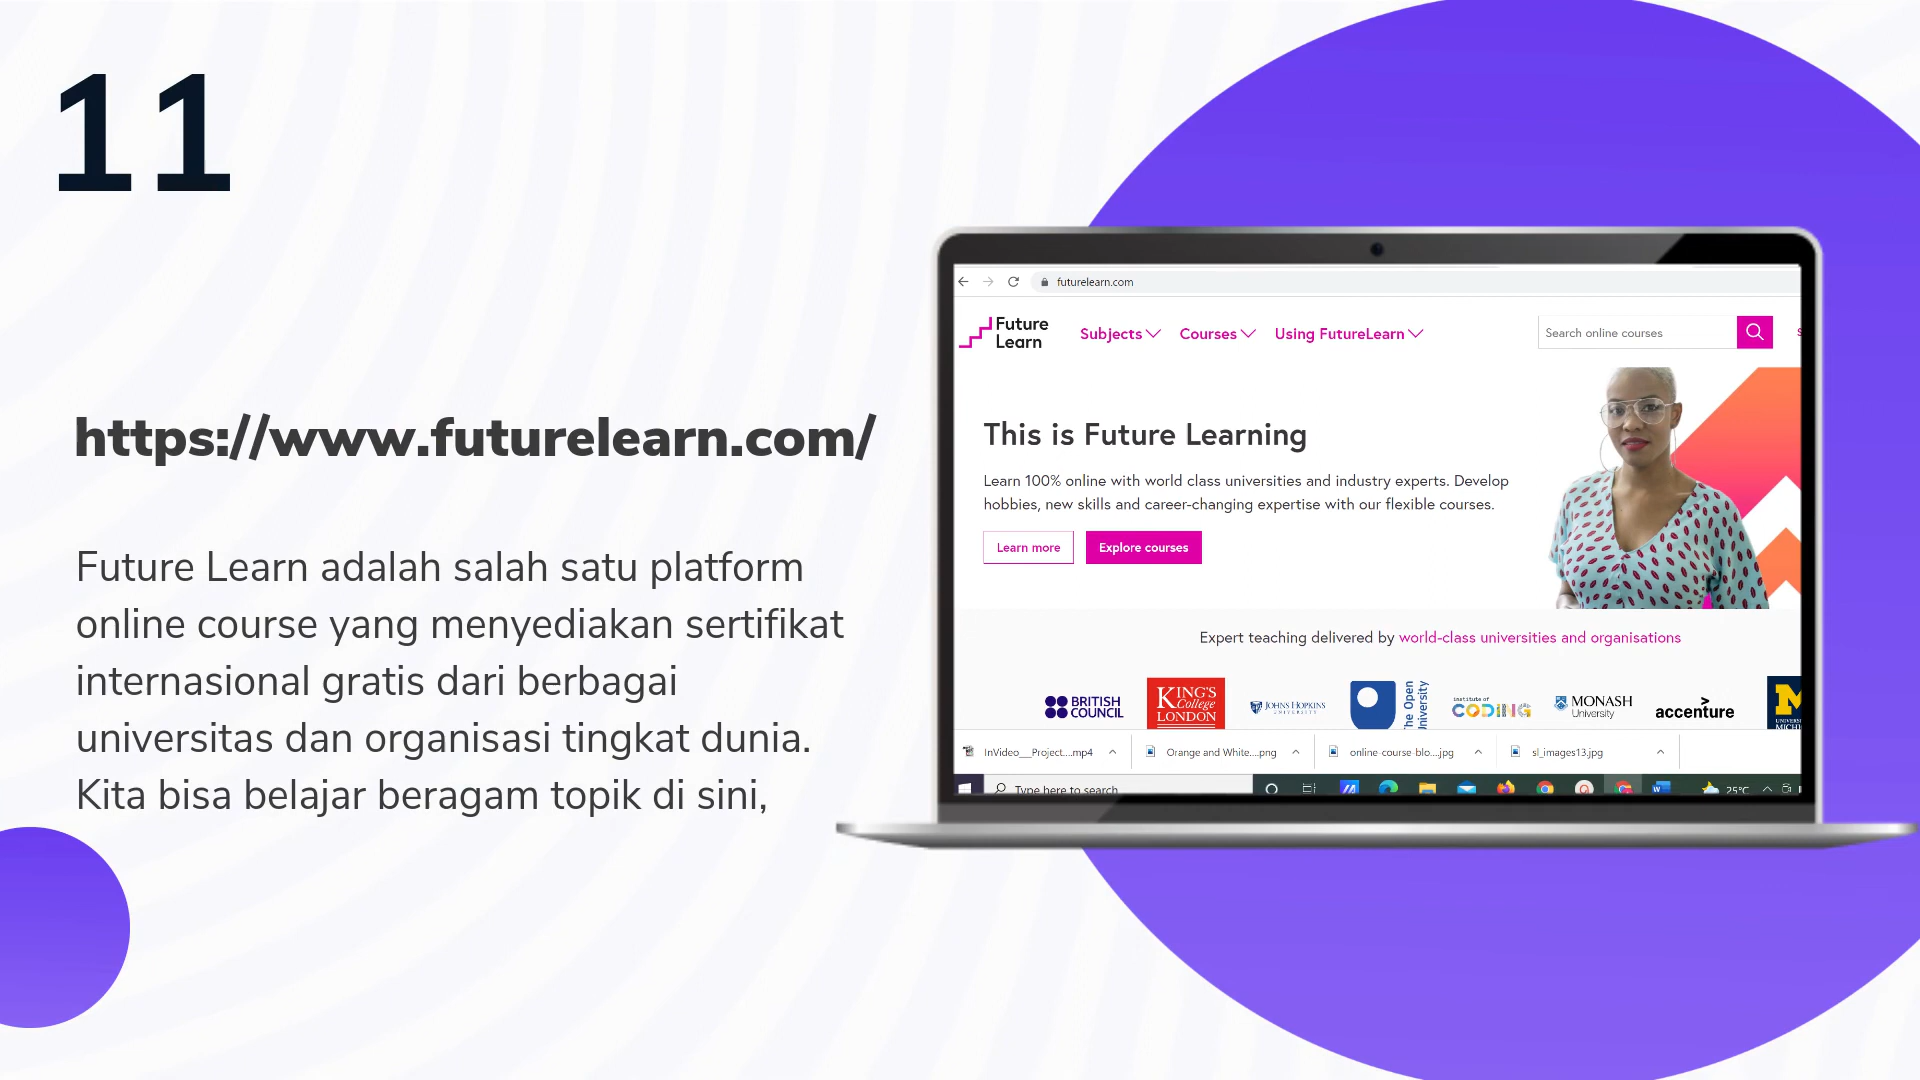 11
https://www.futurelearn.com/
Future Learn adalah salah satu platform
online course yang menyediakan sertifikat
internasional gratis dari berbagai
universitas dan organisasi tingkat dunia.
Kita bisa belajar beragam topik di sini,
futurelearn.com
Future
Learn
Subjects Courses Using FutureLearn
Search online courses
This is Future Learning
Learn 100% online with world class universities and industry experts. Develop
hobbies, new skills and career-changing expertise with our flexible courses.
Learn more
Explore courses
Expert teaching delivered by world-class universities and organisations
BRITISH
COUNCIL
KING'S
College
LONDON
JOHNS HOPKINS
UNIVERSITY
The Open
University
institute of
CODING
MONASH
University
accenture
M
InVideo___Project....mp4
Orange and White....png
online-course-blo....jpg
sl_images13.jpg
Type here to search
25°C